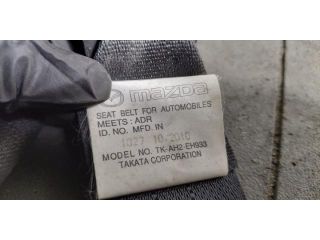 mazda
SEAT BELT FOR AUTOMOBILES
MEETS: ADR
ID. NO. MFD. IN
1027 10.2010
MODEL NO. TK-AH2-EH933
TAKATA CORPORATION